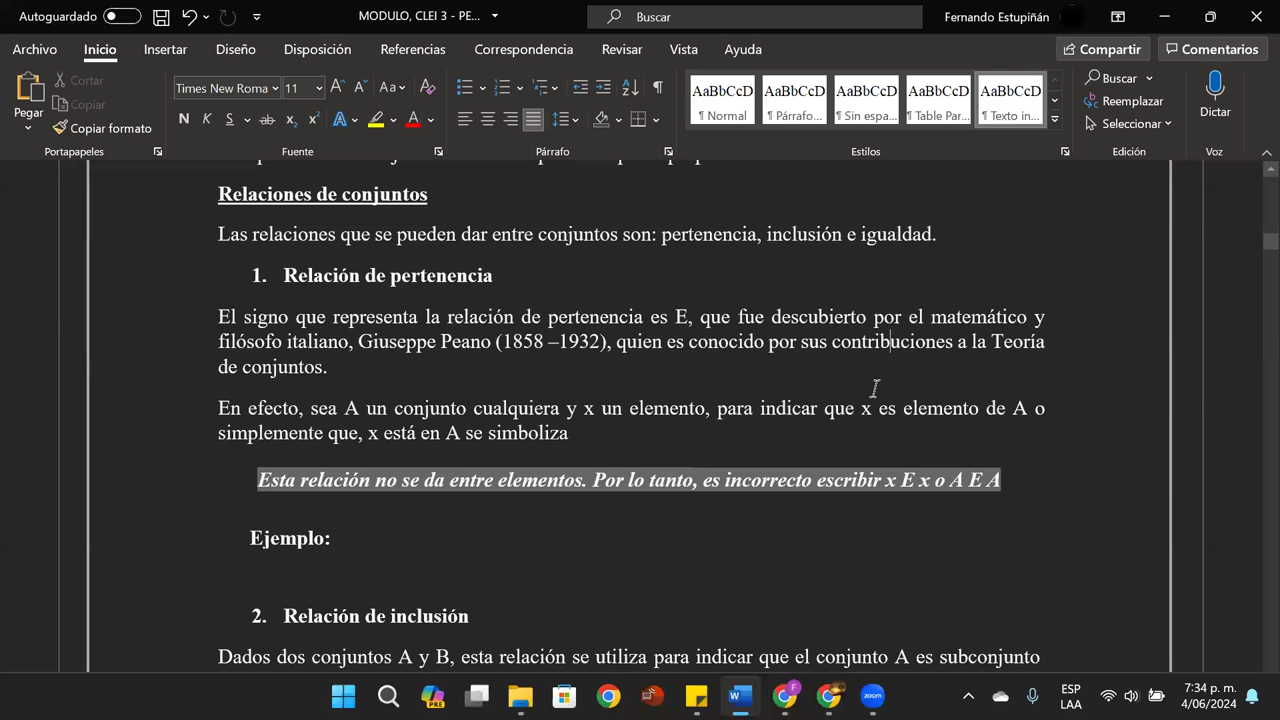 Autoguardado
MODULO, CLEI 3 - PE...
Buscar
Fernando Estupiñán
Archivo Inicio Insertar Diseño Disposición Referencias Correspondencia Revisar Vista Ayuda
Compartir Comentarios
Pegar
Cortar
Copiar
Copiar formato
Portapapeles
Times New Roma 11
N K S ab x₂ x²
Fuente
Párrafo
AaBbCcD AaBbCcD AaBbCcD AaBbCcD AaBbCcD
¶ Normal ¶ Párrafo... ¶ Sin espa... ¶ Table Par... ¶ Texto in...
Estilos
Buscar
Reemplazar
Seleccionar
Edición
Dictar
Voz
Relaciones de conjuntos
Las relaciones que se pueden dar entre conjuntos son: pertenencia, inclusión e igualdad.
1. Relación de pertenencia
El signo que representa la relación de pertenencia es E, que fue descubierto por el matemático y
filósofo italiano, Giuseppe Peano (1858 –1932), quien es conocido por sus contribuciones a la Teoría
de conjuntos.
En efecto, sea A un conjunto cualquiera y x un elemento, para indicar que x es elemento de A o
simplemente que, x está en A se simboliza
Esta relación no se da entre elementos. Por lo tanto, es incorrecto escribir x E x o A E A
Ejemplo:
2. Relación de inclusión
Dados dos conjuntos A y B, esta relación se utiliza para indicar que el conjunto A es subconjunto
PRE
ESP
LAA
7:34 p. m.
4/06/2024